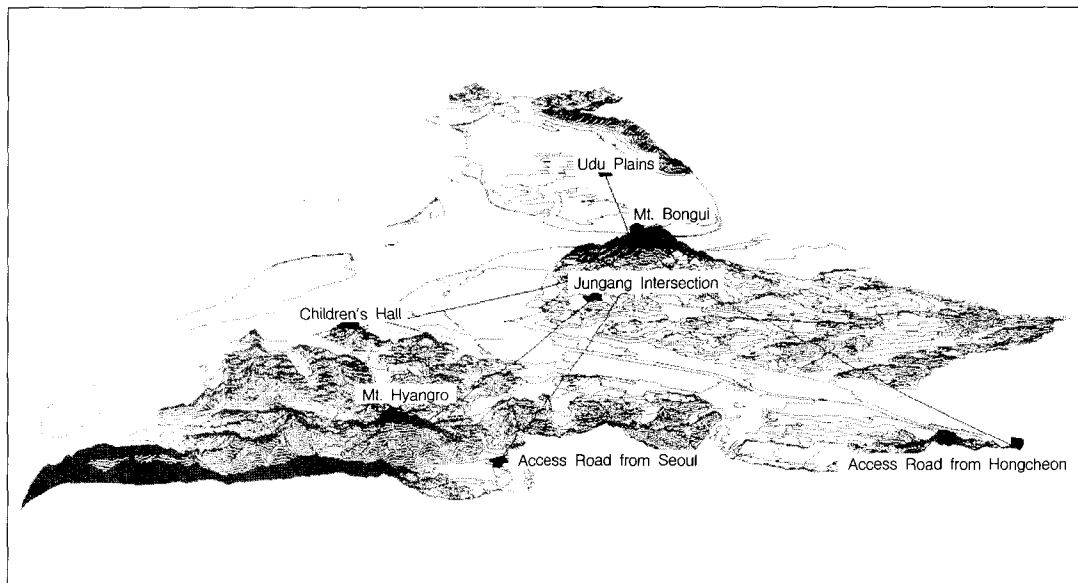 Udu Plains
Mt. Bongui
Jungang Intersection
Children's Hall
Mt. Hyangro
Access Road from Seoul
Access Road from Hongcheon